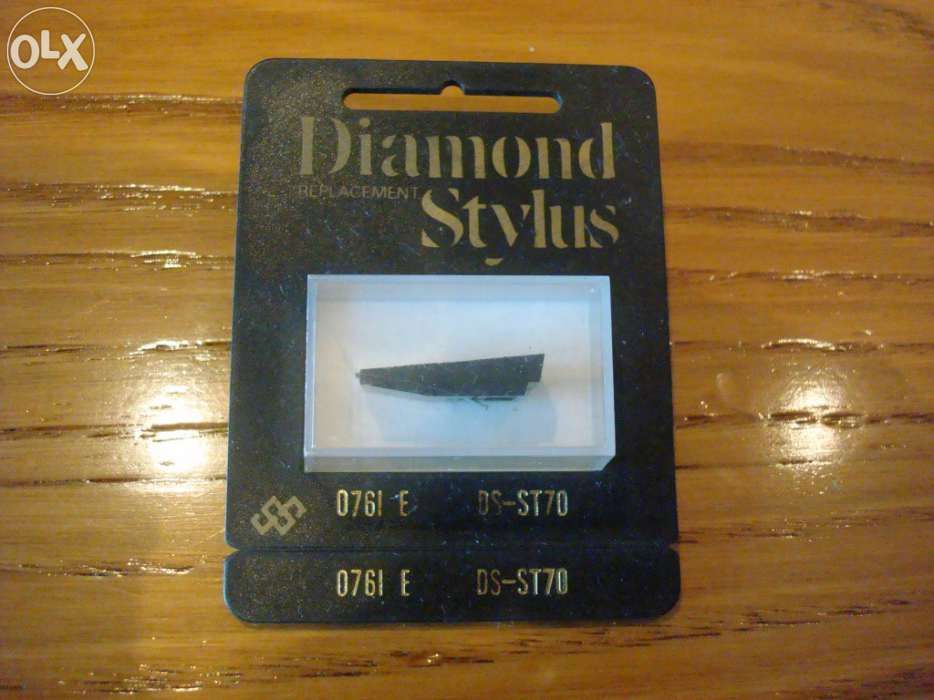 OLX
Diamond
REPLACEMENT
Stylus
0761 E DS-ST70
0761 E DS-ST70